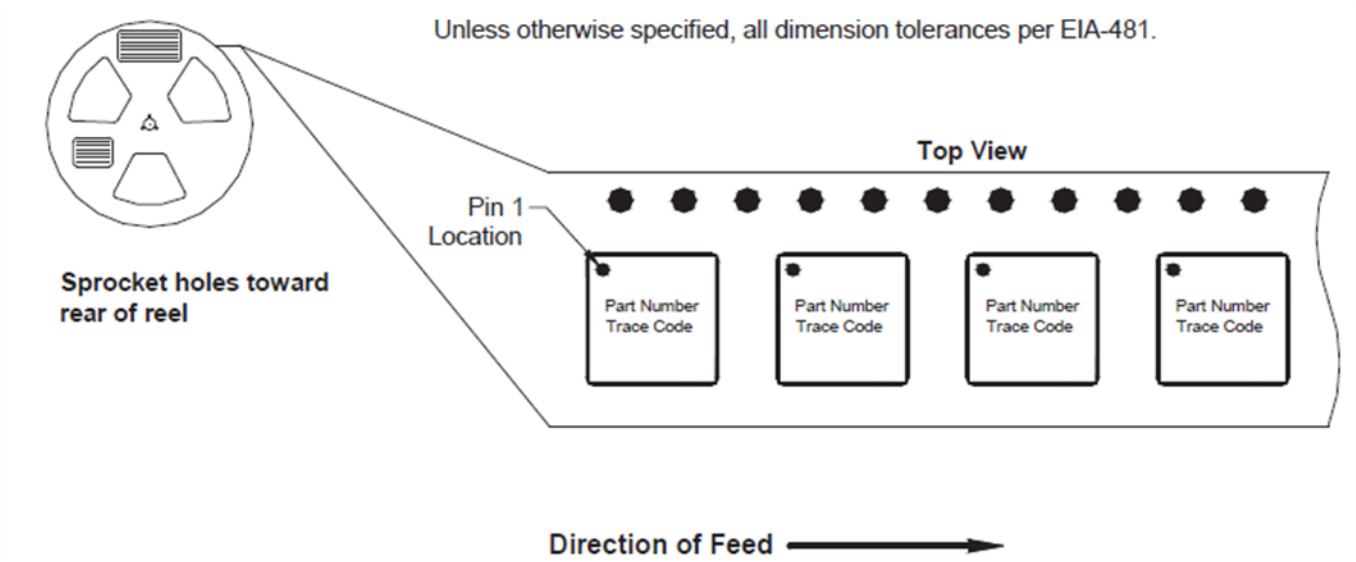 Unless otherwise specified, all dimension tolerances per EIA-481.
Top View
Pin 1
Location
Sprocket holes toward
rear of reel
Part Number
Trace Code
Part Number
Trace Code
Part Number
Trace Code
Part Number
Trace Code
Direction of Feed